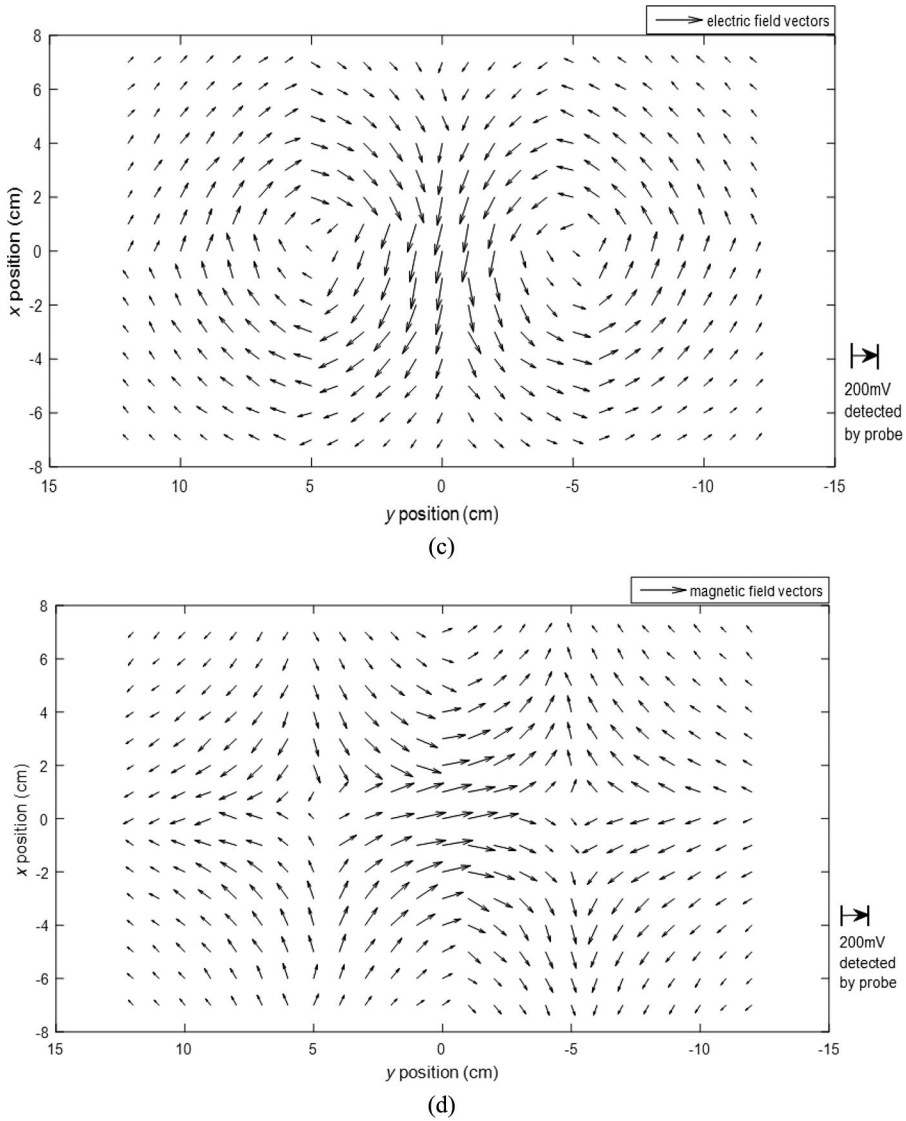 electric field vectors
8
6
4
2
0
-2
-4
-6
-8
x position (cm)
15 10 5 0 -5 -10 -15
y position (cm)
200mV
detected
by probe
(c)
magnetic field vectors
8
6
4
2
0
-2
-4
-6
-8
x position (cm)
15 10 5 0 -5 -10 -15
y position (cm)
200mV
detected
by probe
(d)